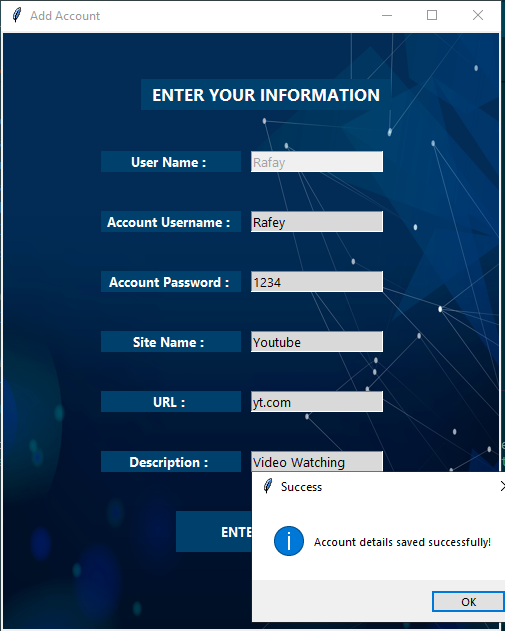 Add Account
ENTER YOUR INFORMATION
User Name : Rafay
Account Username : Rafey
Account Password : 1234
Site Name : Youtube
URL : yt.com
Description : Video Watching
Success
Account details saved successfully!
OK